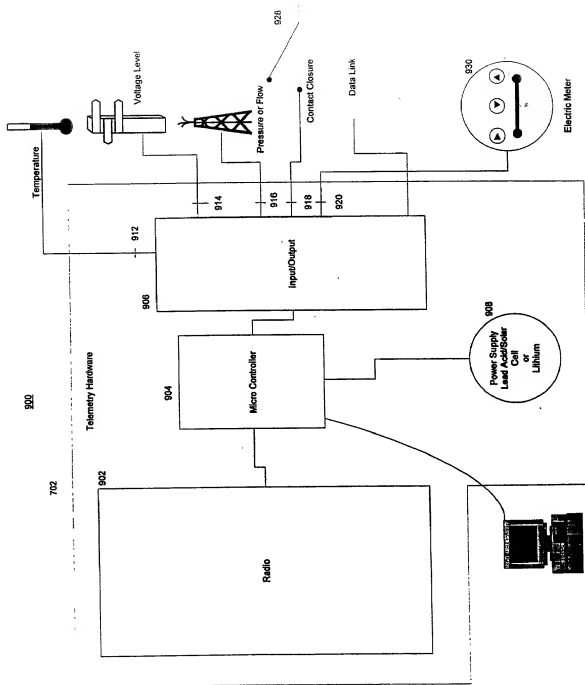 900
702
Telemetry Hardware
902
Radio
904
Micro Controller
906
Input/Output
908
Power Supply
Lead Acid/Soler
Cell
or
Lithium
912
Temperature
914
Voltage Level
916
Pressure or Flow
918
Contact Closure
920
Data Link
928
930
Electric Meter